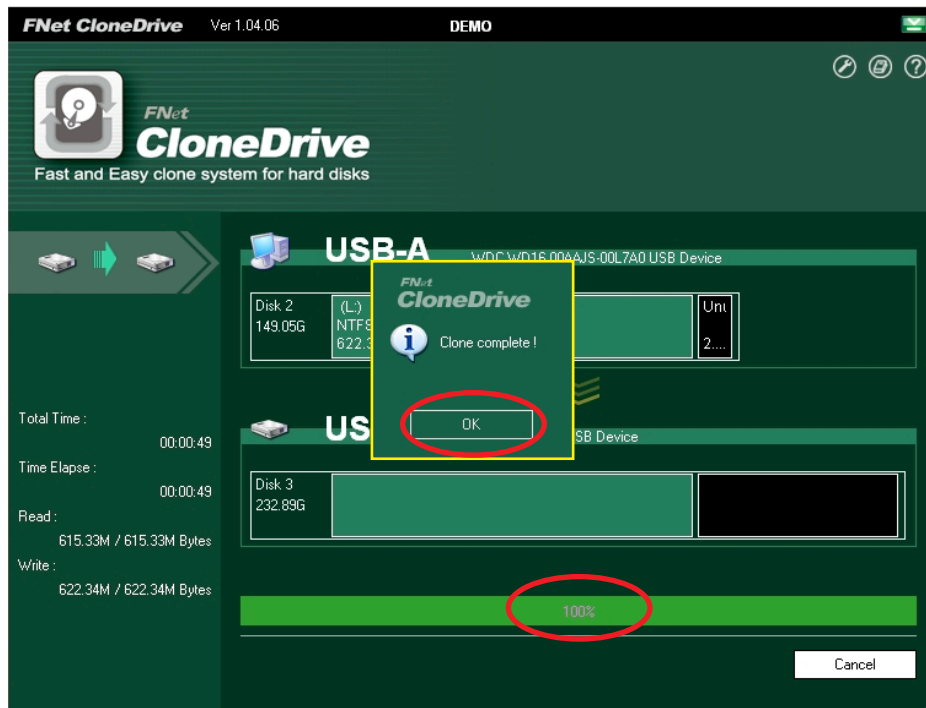 FNet CloneDrive Ver 1.04.06 DEMO
FNet
CloneDrive
Fast and Easy clone system for hard disks
USB-A WDC WD16 00AAJS-00L7A0 USB Device
Disk 2
149.05G
(L:)
NTFS
622.3
2....
FNet
CloneDrive
Clone complete !
OK
Disk 3
232.89G
Total Time :
00:00:49
Time Elapse :
00:00:49
Read :
615.33M / 615.33M Bytes
Write :
622.34M / 622.34M Bytes
US SB Device
100%
Cancel